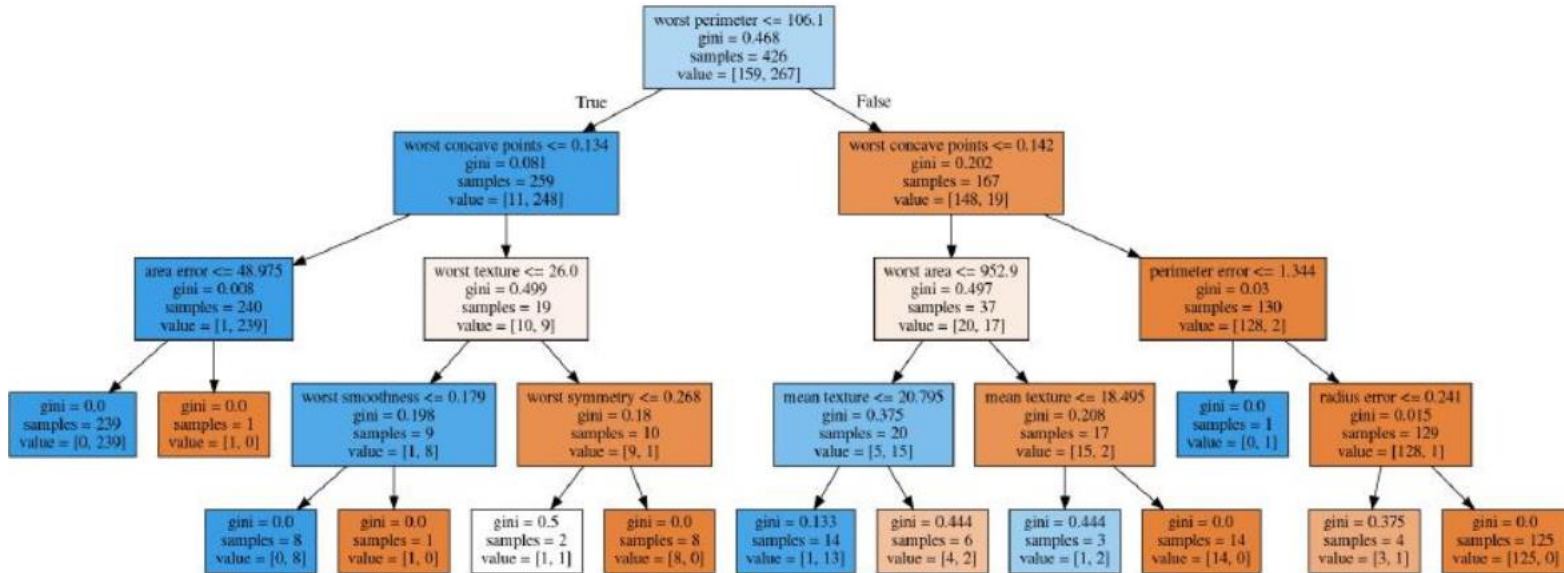 worst perimeter <= 106.1
gini = 0.468
samples = 426
value = [159, 267]
True
False
worst concave points <= 0.134
gini = 0.081
samples = 259
value = [11, 248]
worst concave points <= 0.142
gini = 0.202
samples = 167
value = [148, 19]
area error <= 48.975
gini = 0.008
samples = 240
value = [1, 239]
worst texture <= 26.0
gini = 0.499
samples = 19
value = [10, 9]
worst area <= 952.9
gini = 0.497
samples = 37
value = [20, 17]
perimeter error <= 1.344
gini = 0.03
samples = 130
value = [128, 2]
gini = 0.0
samples = 239
value = [0, 239]
gini = 0.0
samples = 1
value = [1, 0]
worst smoothness <= 0.179
gini = 0.198
samples = 9
value = [1, 8]
worst symmetry <= 0.268
gini = 0.18
samples = 10
value = [9, 1]
mean texture <= 20.795
gini = 0.375
samples = 20
value = [5, 15]
mean texture <= 18.495
gini = 0.208
samples = 17
value = [15, 2]
gini = 0.0
samples = 1
value = [0, 1]
radius error <= 0.241
gini = 0.015
samples = 129
value = [128, 1]
gini = 0.0
samples = 8
value = [0, 8]
gini = 0.0
samples = 1
value = [1, 0]
gini = 0.5
samples = 2
value = [1, 1]
gini = 0.0
samples = 8
value = [8, 0]
gini = 0.133
samples = 14
value = [1, 13]
gini = 0.444
samples = 6
value = [4, 2]
gini = 0.444
samples = 3
value = [1, 2]
gini = 0.0
samples = 14
value = [14, 0]
gini = 0.375
samples = 4
value = [3, 1]
gini = 0.0
samples = 125
value = [125, 0]